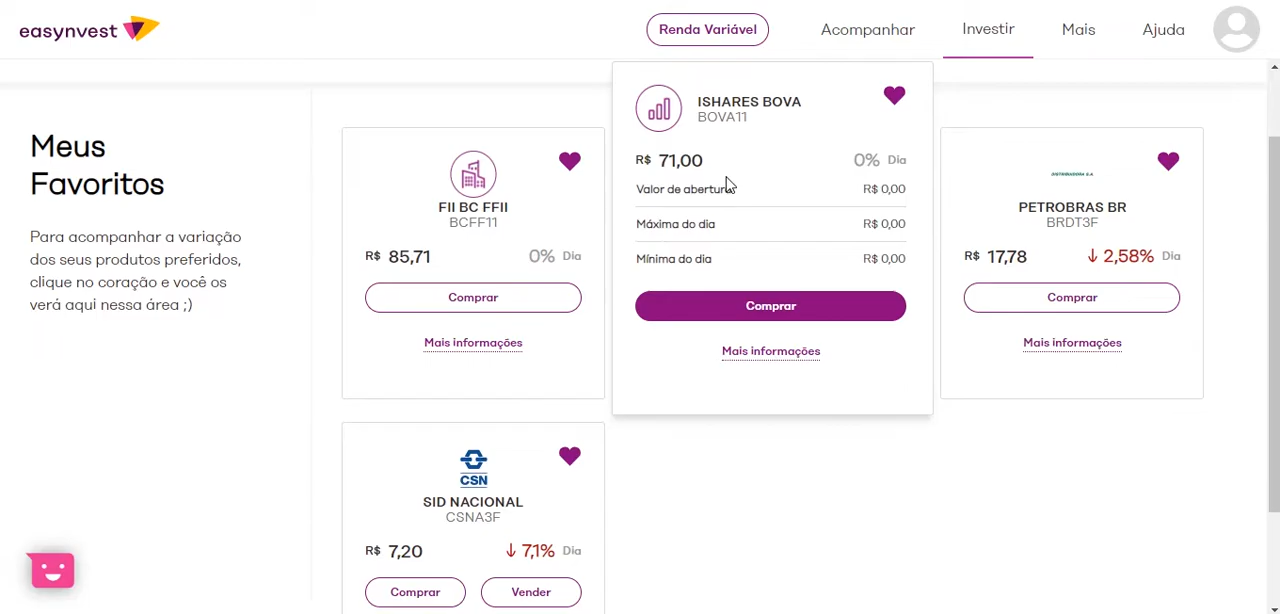 easynvest
Renda Variável
Acompanhar
Investir
Mais
Ajuda
Meus
Favoritos
Para acompanhar a variação
dos seus produtos preferidos,
clique no coração e você os
verá aqui nessa área ;)
FII BC FFII
BCFF11
R$ 85,71 0% Dia
Comprar
Mais informações
ISHARES BOVA
BOVA11
R$ 71,00 0% Dia
Valor de abertura R$ 0,00
Máxima do dia R$ 0,00
Mínima do dia R$ 0,00
Comprar
Mais informações
DISTRIBUIDORA S.A.
PETROBRAS BR
BRDT3F
R$ 17,78 ↓ 2,58% Dia
Comprar
Mais informações
CSN
SID NACIONAL
CSNA3F
R$ 7,20 ↓ 7,1% Dia
Comprar
Vender